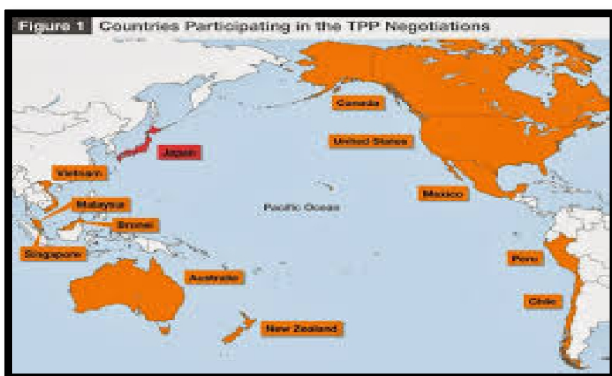 Figure 1 Countries Participating in the TPP Negotiations
Canada
United States
Japan
Vietnam
Mexico
Malaysia
Pacific Ocean
Brunei
Singapore
Peru
Australia
Chile
New Zealand